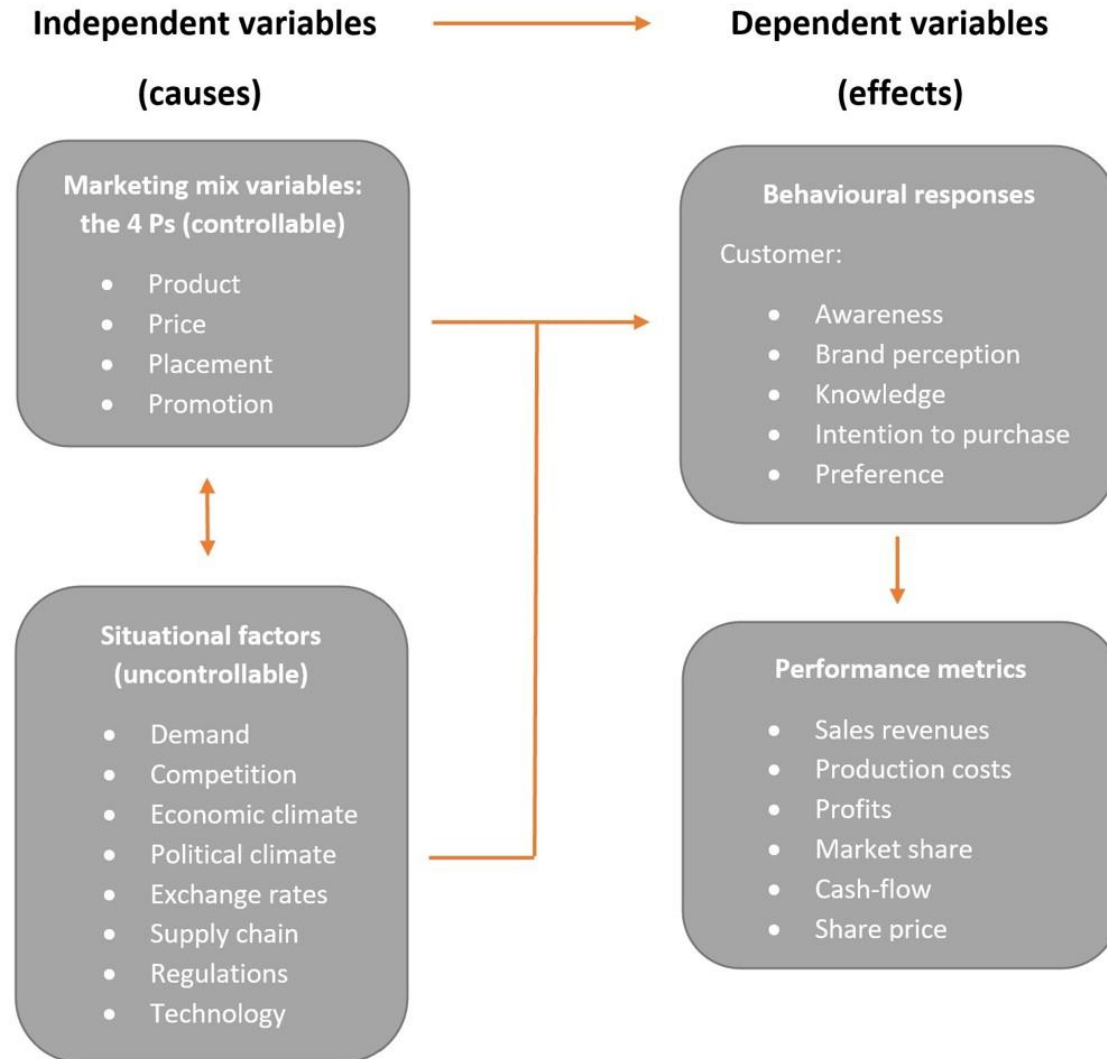 Independent variables
(causes)
Dependent variables
(effects)
Marketing mix variables:
the 4 Ps (controllable)
• Product
• Price
• Placement
• Promotion
Situational factors
(uncontrollable)
• Demand
• Competition
• Economic climate
• Political climate
• Exchange rates
• Supply chain
• Regulations
• Technology
Behavioural responses
Customer:
• Awareness
• Brand perception
• Knowledge
• Intention to purchase
• Preference
Performance metrics
• Sales revenues
• Production costs
• Profits
• Market share
• Cash-flow
• Share price